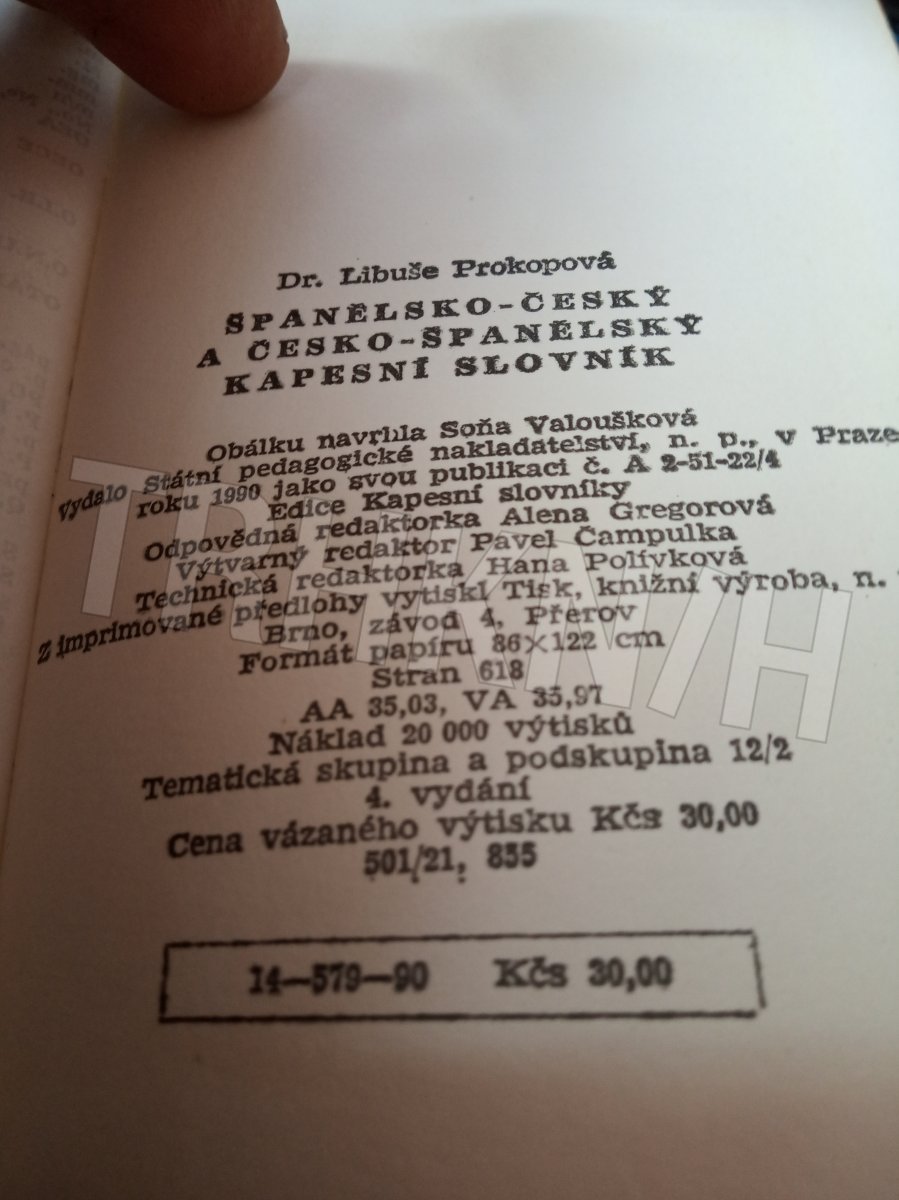 Dr. Libuše Prokopová
ŠPANĚLSKO-ČESKÝ
A ČESKO-ŠPANĚLSKÝ
KAPESNÍ SLOVNÍK
Obálku navrhla Soňa Valoušková
Vydalo Státní pedagogické nakladatelství, n. p., v Praze
roku 1990 jako svou publikaci č. A 2-51-22/4
Edice Kapesní slovníky
Odpovědná redaktorka Alena Gregorová
Výtvarný redaktor Pavel Čampulka
Technická redaktorka Hana Polívková
Z imprimované předlohy vytiskl Tisk, knižní výroba, n.
Brno, závod 4, Přerov
Formát papíru 86×122 cm
Stran 618
AA 35,03, VA 35,97
Náklad 20 000 výtisků
Tematická skupina a podskupina 12/2
4. vydání
Cena vázaného výtisku Kčs 30,00
501/21, 855
14—579—90 Kčs 30,00